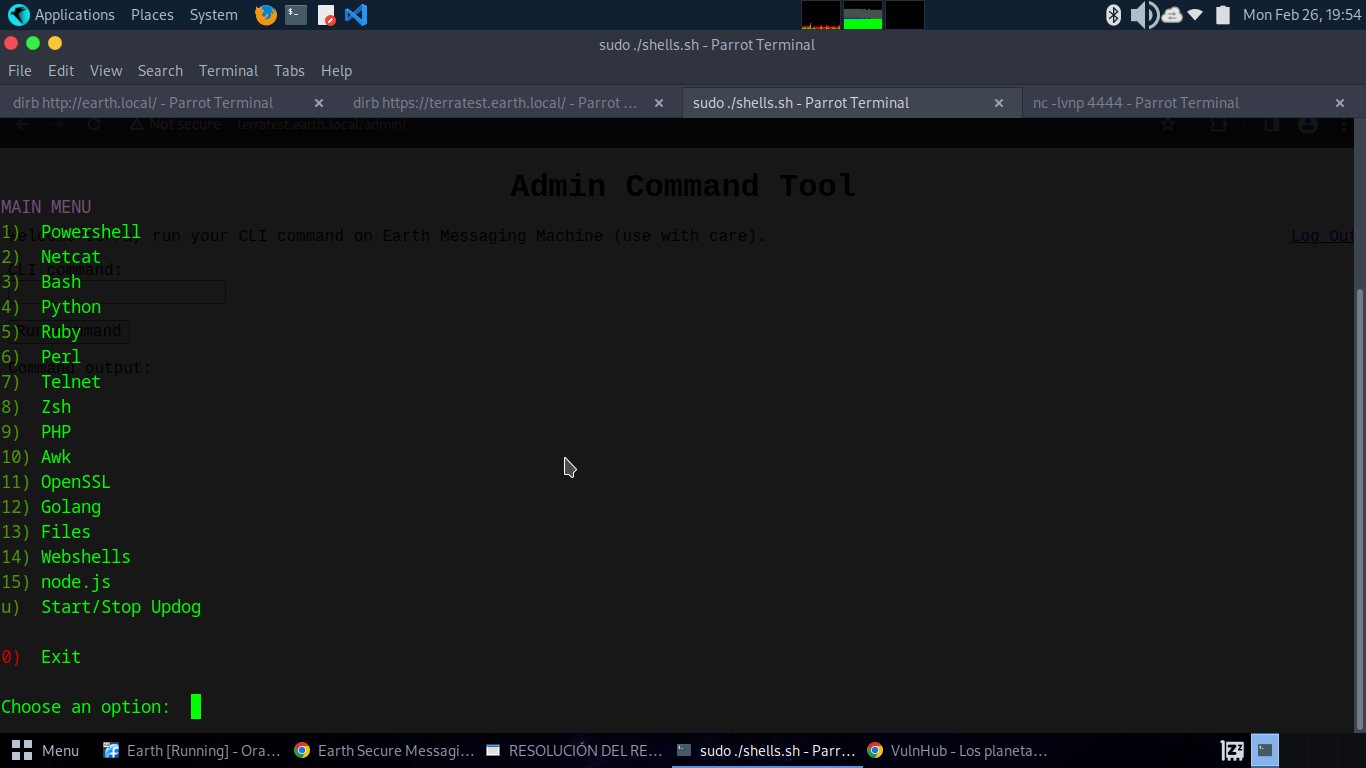 Applications Places System Mon Feb 26, 19:54
sudo ./shells.sh - Parrot Terminal
File Edit View Search Terminal Tabs Help
dirb http://earth.local/ - Parrot Terminal × dirb https://terratest.earth.local/ - Parrot … × sudo ./shells.sh - Parrot Terminal × nc -lvnp 4444 - Parrot Terminal ×
Not secure terratest.earth.local/admin/
Admin Command Tool
MAIN MENU
1) Powershell
run your CLI command on Earth Messaging Machine (use with care). Log Out
2) Netcat
CLI command:
3) Bash
4) Python
5) Ruby
6) Perl
Command output:
7) Telnet
8) Zsh
9) PHP
10) Awk
11) OpenSSL
12) Golang
13) Files
14) Webshells
15) node.js
u) Start/Stop Updog
0) Exit
Choose an option:
Menu Earth [Running] - Ora… Earth Secure Messagi… RESOLUCIÓN DEL RE… sudo ./shells.sh - Parr… VulnHub - Los planeta…